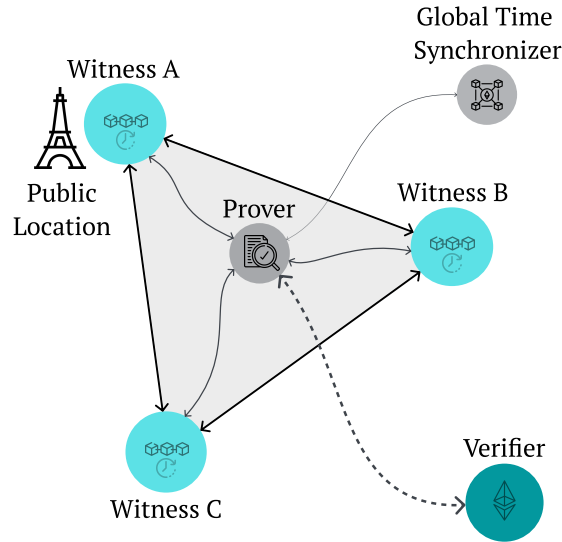 Global Time
Synchronizer
Witness A
Public
Location
Prover
Witness B
Witness C
Verifier